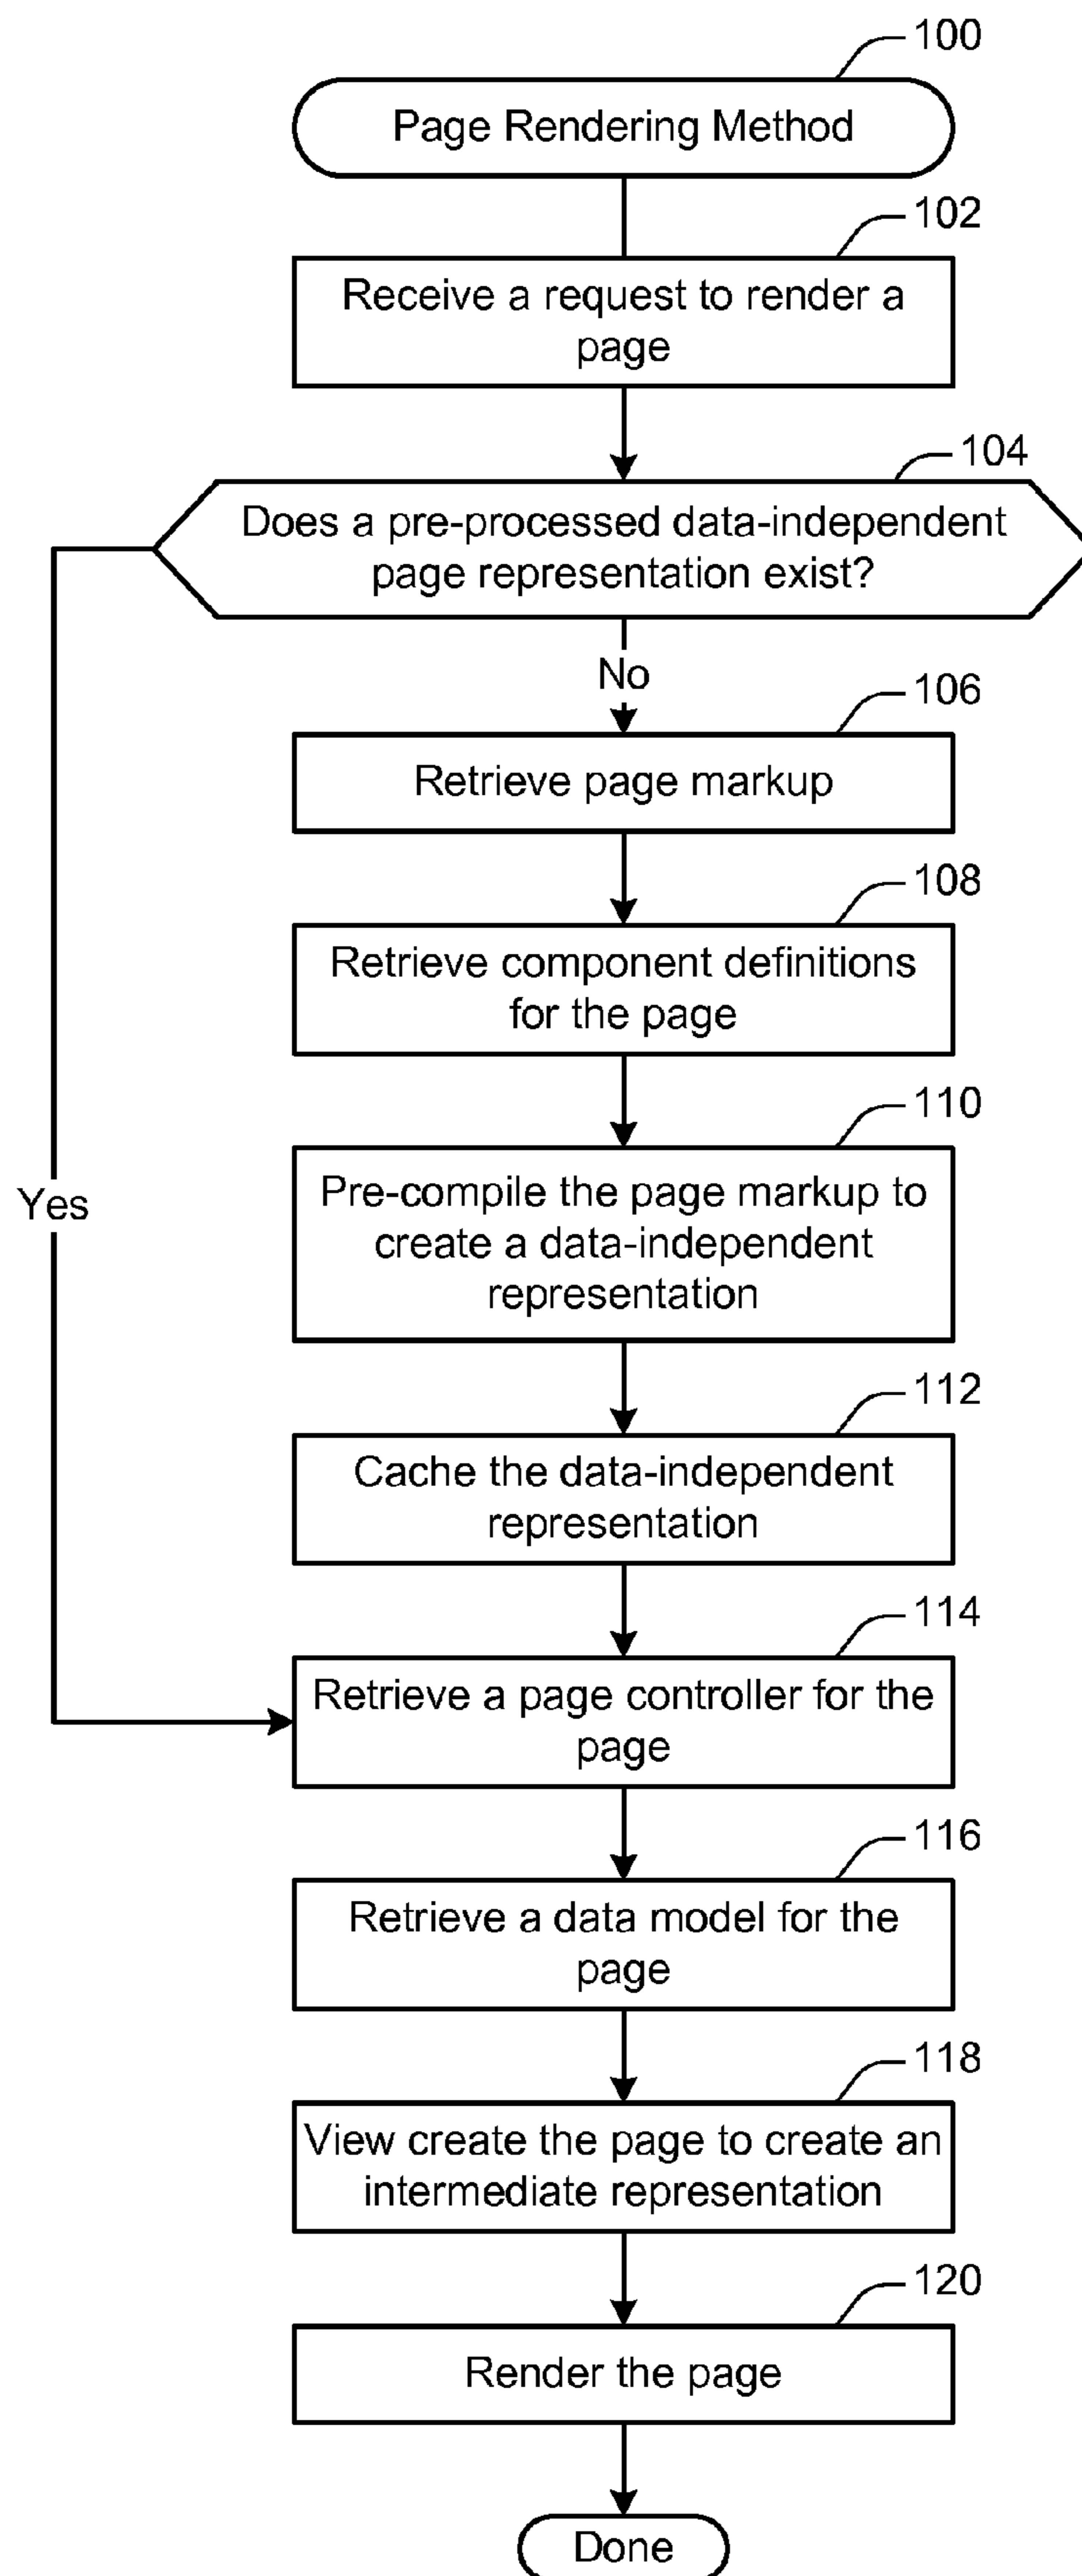 100
Page Rendering Method
102
Receive a request to render a
page
104
Does a pre-processed data-independent
page representation exist?
No
106
Retrieve page markup
108
Retrieve component definitions
for the page
110
Pre-compile the page markup to
create a data-independent
representation
Yes
112
Cache the data-independent
representation
114
Retrieve a page controller for the
page
116
Retrieve a data model for the
page
118
View create the page to create an
intermediate representation
120
Render the page
Done